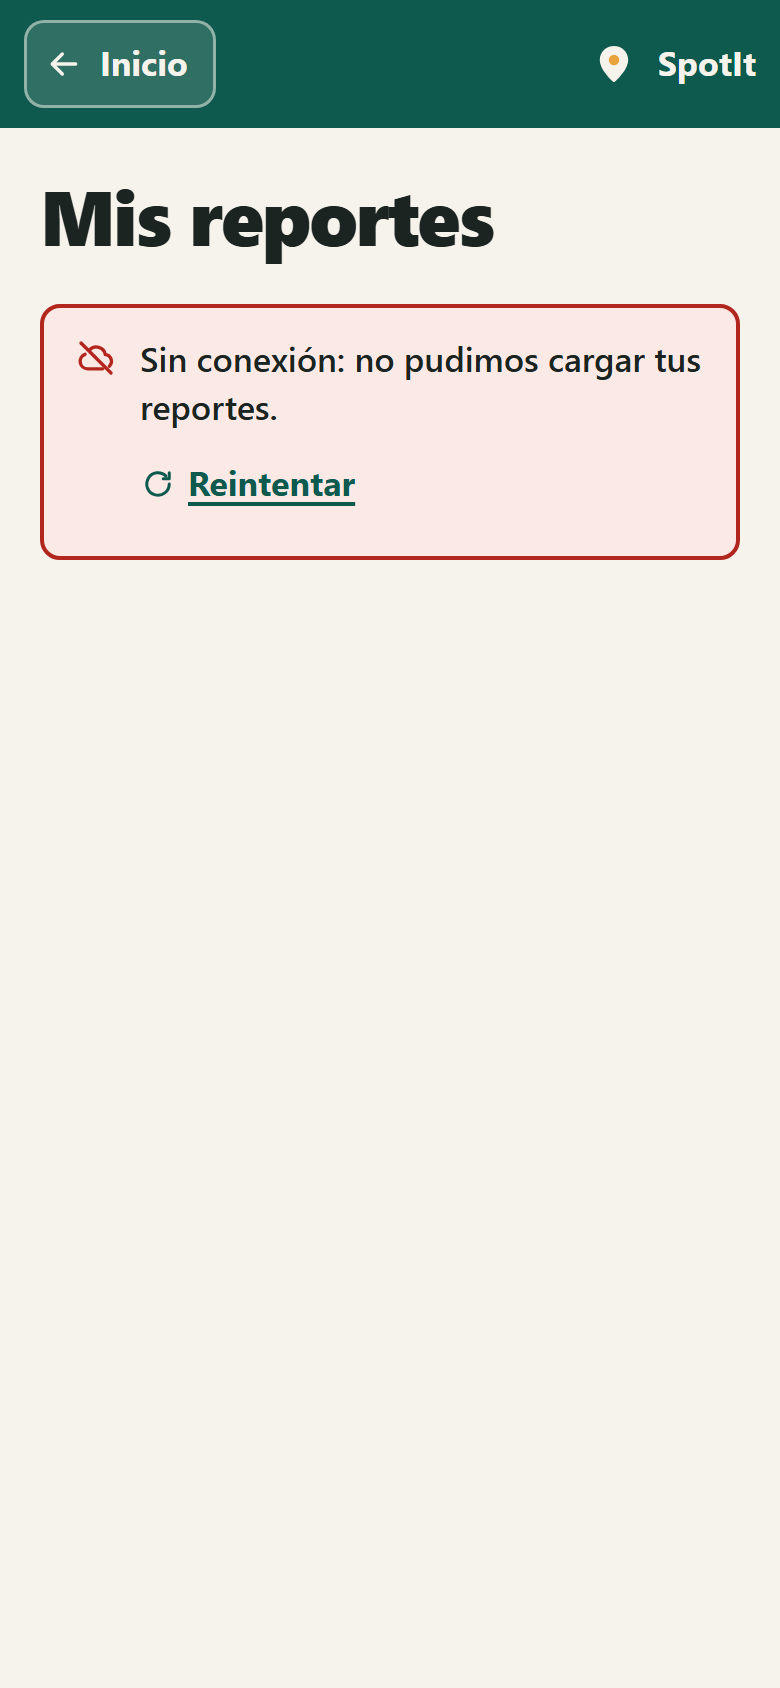 Inicio
SpotIt
Mis reportes
Sin conexión: no pudimos cargar tus
reportes.
Reintentar